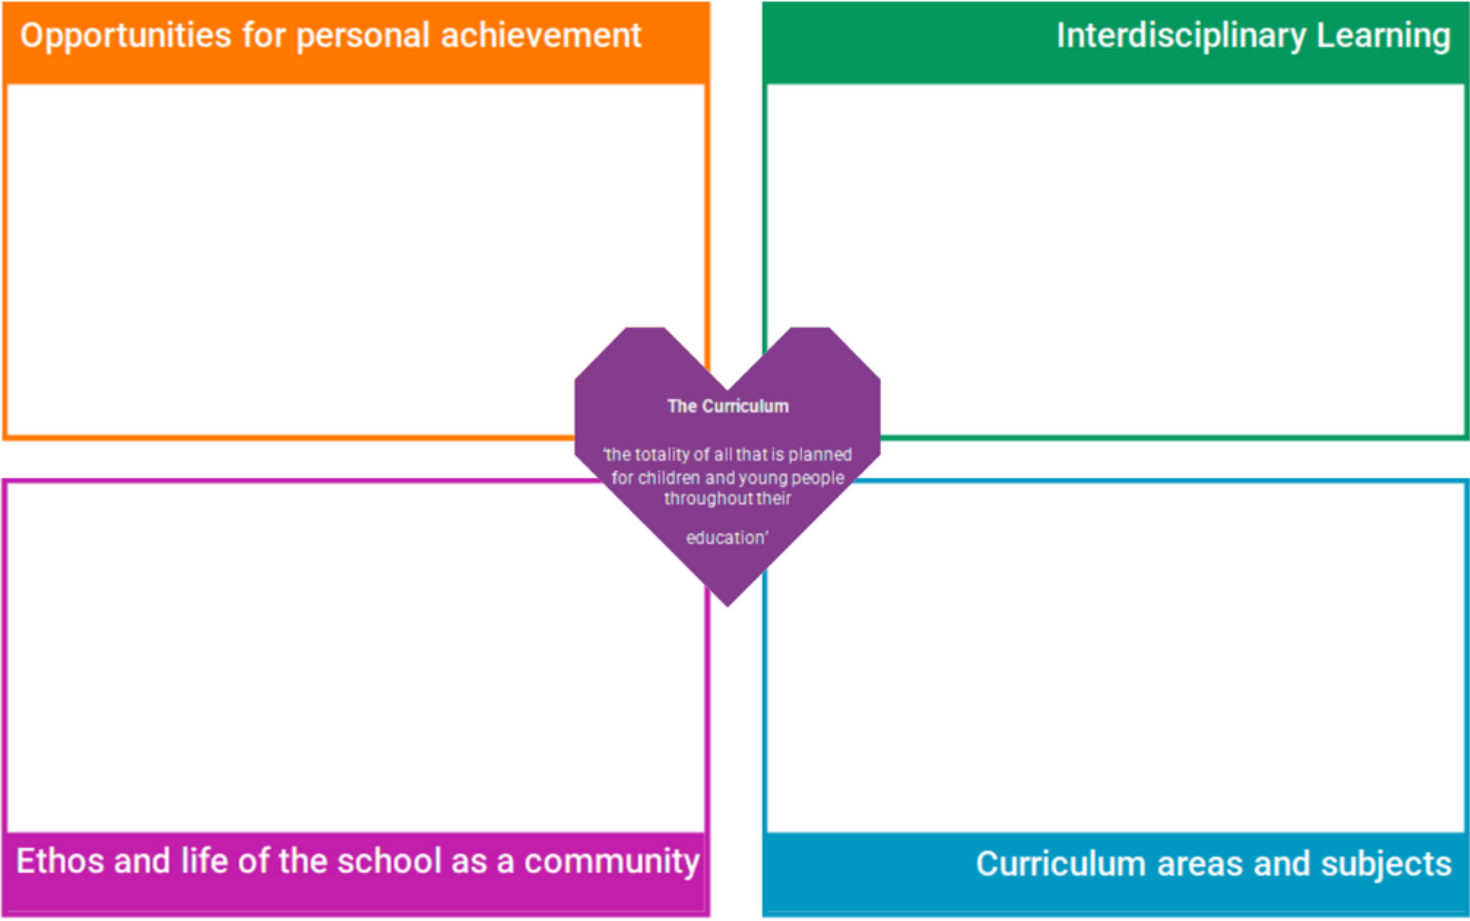 Opportunities for personal achievement
Interdisciplinary Learning
The Curriculum
‘the totality of all that is planned
for children and young people
throughout their
education’
Ethos and life of the school as a community
Curriculum areas and subjects